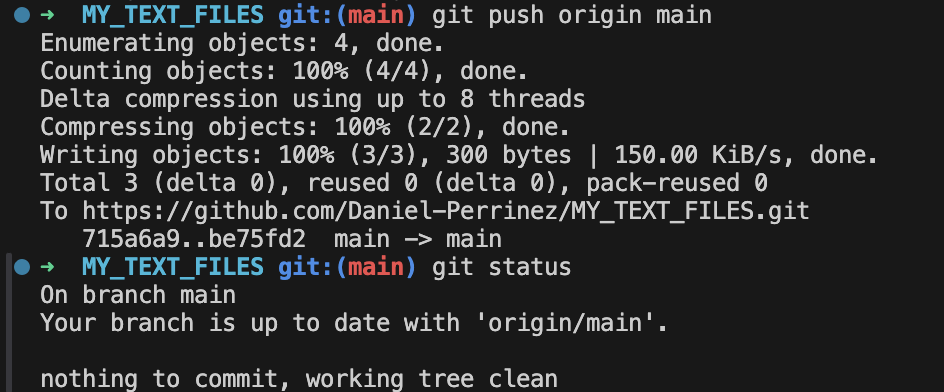 ➜ MY_TEXT_FILES git:(main) git push origin main
Enumerating objects: 4, done.
Counting objects: 100% (4/4), done.
Delta compression using up to 8 threads
Compressing objects: 100% (2/2), done.
Writing objects: 100% (3/3), 300 bytes | 150.00 KiB/s, done.
Total 3 (delta 0), reused 0 (delta 0), pack-reused 0
To https://github.com/Daniel-Perrinez/MY_TEXT_FILES.git
   715a6a9..be75fd2  main -> main
➜ MY_TEXT_FILES git:(main) git status
On branch main
Your branch is up to date with 'origin/main'.

nothing to commit, working tree clean